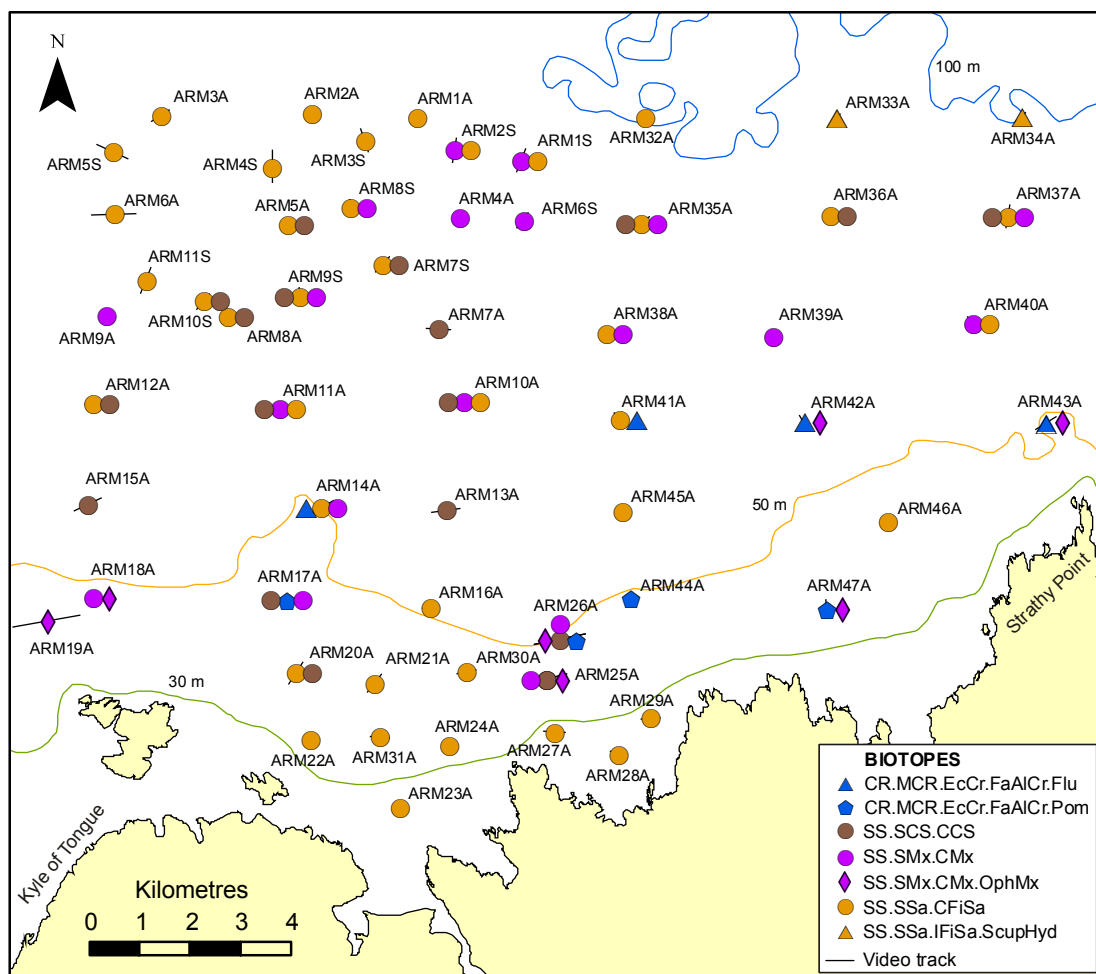 N
100 m
ARM3A
ARM2A
ARM1A
ARM33A
ARM2S
ARM1S
ARM32A
ARM34A
ARM5S
ARM4S
ARM3S
ARM8S
ARM6A
ARM5A
ARM4A
ARM6S
ARM35A
ARM36A
ARM37A
ARM11S
ARM7S
ARM9S
ARM10S
ARM9A
ARM8A
ARM7A
ARM38A
ARM39A
ARM40A
ARM12A
ARM11A
ARM10A
ARM41A
ARM42A
ARM43A
ARM15A
ARM14A
ARM13A
ARM45A
50 m
ARM46A
ARM18A
ARM17A
ARM16A
ARM26A
ARM44A
ARM47A
Strathy Point
ARM19A
ARM20A
ARM21A
ARM30A
ARM25A
30 m
ARM29A
ARM22A
ARM31A
ARM24A
ARM27A
ARM28A
ARM23A
Kyle of Tongue
Kilometres
0 1 2 3 4
BIOTOPES
CR.MCR.EcCr.FaAlCr.Flu
CR.MCR.EcCr.FaAlCr.Pom
SS.SCS.CCS
SS.SMx.CMx
SS.SMx.CMx.OphMx
SS.SSa.CFiSa
SS.SSa.IFiSa.ScupHyd
Video track